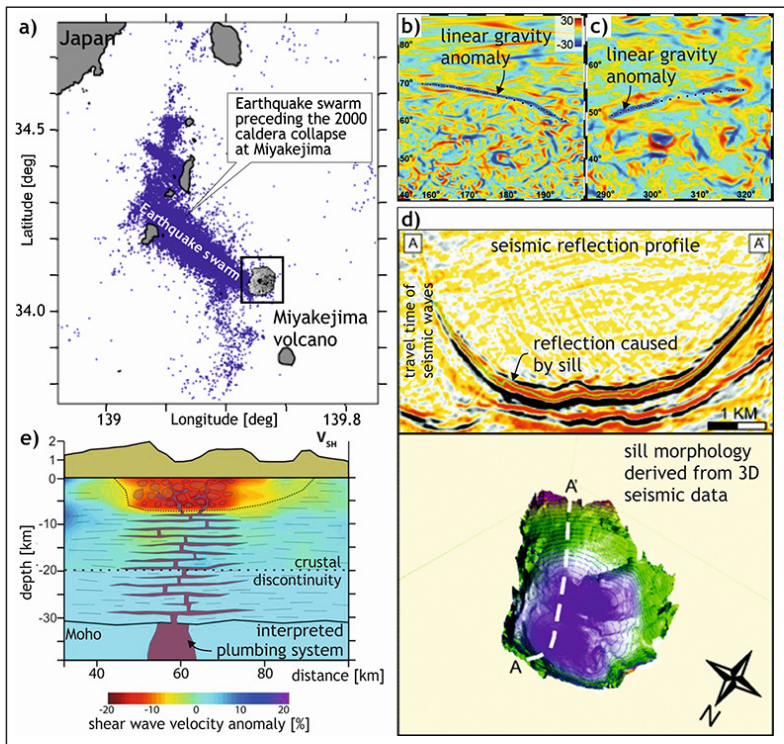 a)
Japan
Earthquake swarm
preceding the 2000
caldera collapse
at Miyakejima
34.5
Latitude [deg]
earthquake swarm
34.0
Miyakejima
volcano
139
Longitude [deg]
139.8
b)
linear gravity
anomaly
30
-30
80°
70°
60°
50°
40°
160°
170°
180°
190°
c)
linear gravity
anomaly
70°
60°
50°
40°
290°
300°
310°
320°
d)
A
seismic reflection profile
A'
travel time of
seismic waves
reflection caused
by sill
1 KM
sill morphology
derived from 3D
seismic data
A'
A
N
e)
V SH
2
1
0
-10
-20
-30
depth [km]
crustal
discontinuity
Moho
interpreted
plumbing system
40
60
80
distance [km]
-20
-10
0
10
20
shear wave velocity anomaly [%]